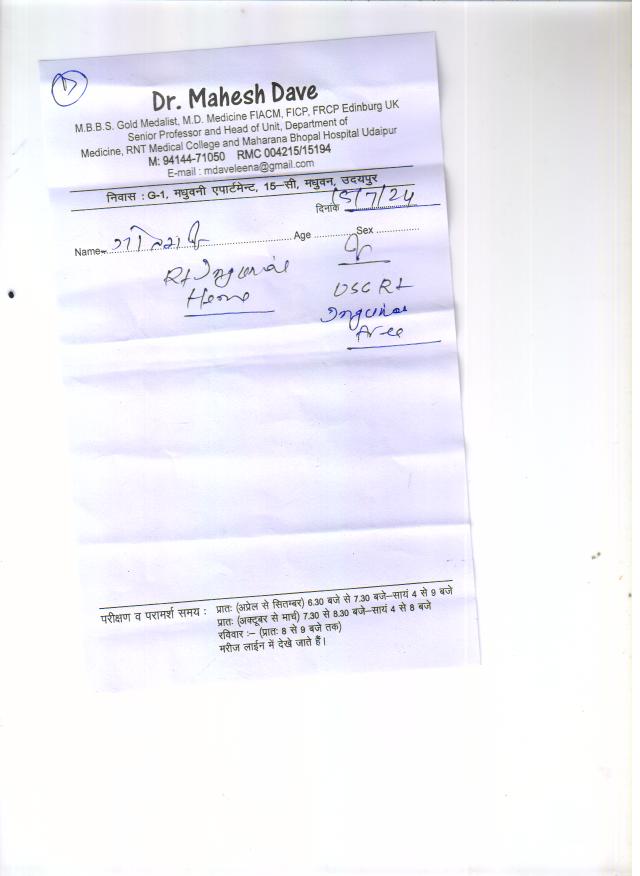 1
Dr. Mahesh Dave
M.B.B.S. Gold Medalist, M.D. Medicine FIACM, FICP, FRCP Edinburg UK
Senior Professor and Head of Unit, Department of
Medicine, RNT Medical College and Maharana Bhopal Hospital Udaipur
M: 94144-71050 RMC 004215/15194
E-mail : mdaveleena@gmail.com
निवास : G-1, मधुवनी एपार्टमेन्ट, 15–सी, मधुवन, उदयपुर
दिनांक 15/7/24
Name Age Sex
Rt Inguinal
USG Rt
Inguinal
Area
परीक्षण व परामर्श समय : प्रातः (अप्रेल से सितम्बर) 6.30 बजे से 7.30 बजे–सायं 4 से 9 बजे
प्रातः (अक्टूबर से मार्च) 7.30 से 8.30 बजे–सायं 4 से 8 बजे
रविवार :– (प्रातः 8 से 9 बजे तक)
मरीज लाईन में देखे जाते हैं।